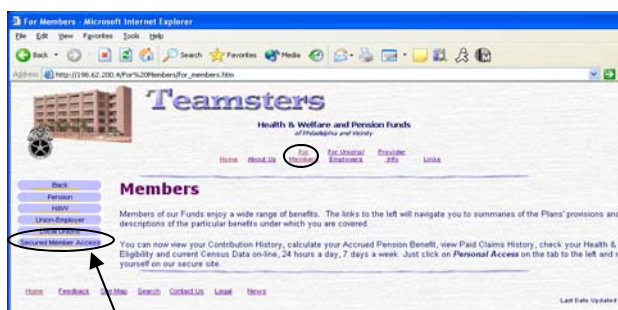 For Members - Microsoft Internet Explorer
File Edit View Favorites Tools Help
Back Search Favorites Media
Address http://198.62.200.4/For%20Members/for_members.htm
Teamsters
Health & Welfare and Pension Funds
of Philadelphia and Vicinity
Home About Us For Members For Unions/ Employers Provider Info Links
Back
Pension
H&W
Union-Employer
Local Unions
Secured Member Access
Members
Members of our Funds enjoy a wide range of benefits. The links to the left will navigate you to summaries of the Plans' provisions and
descriptions of the particular benefits under which you are covered.
You can now view your Contribution History, calculate your Accrued Pension Benefit, view Paid Claims History, check your Health &
Eligibility and current Census Data on-line, 24 hours a day, 7 days a week. Just click on Personal Access on the tab to the left and
yourself on our secure site.
Home Feedback Site Map Search Contact Us Legal News
Last Date Updated